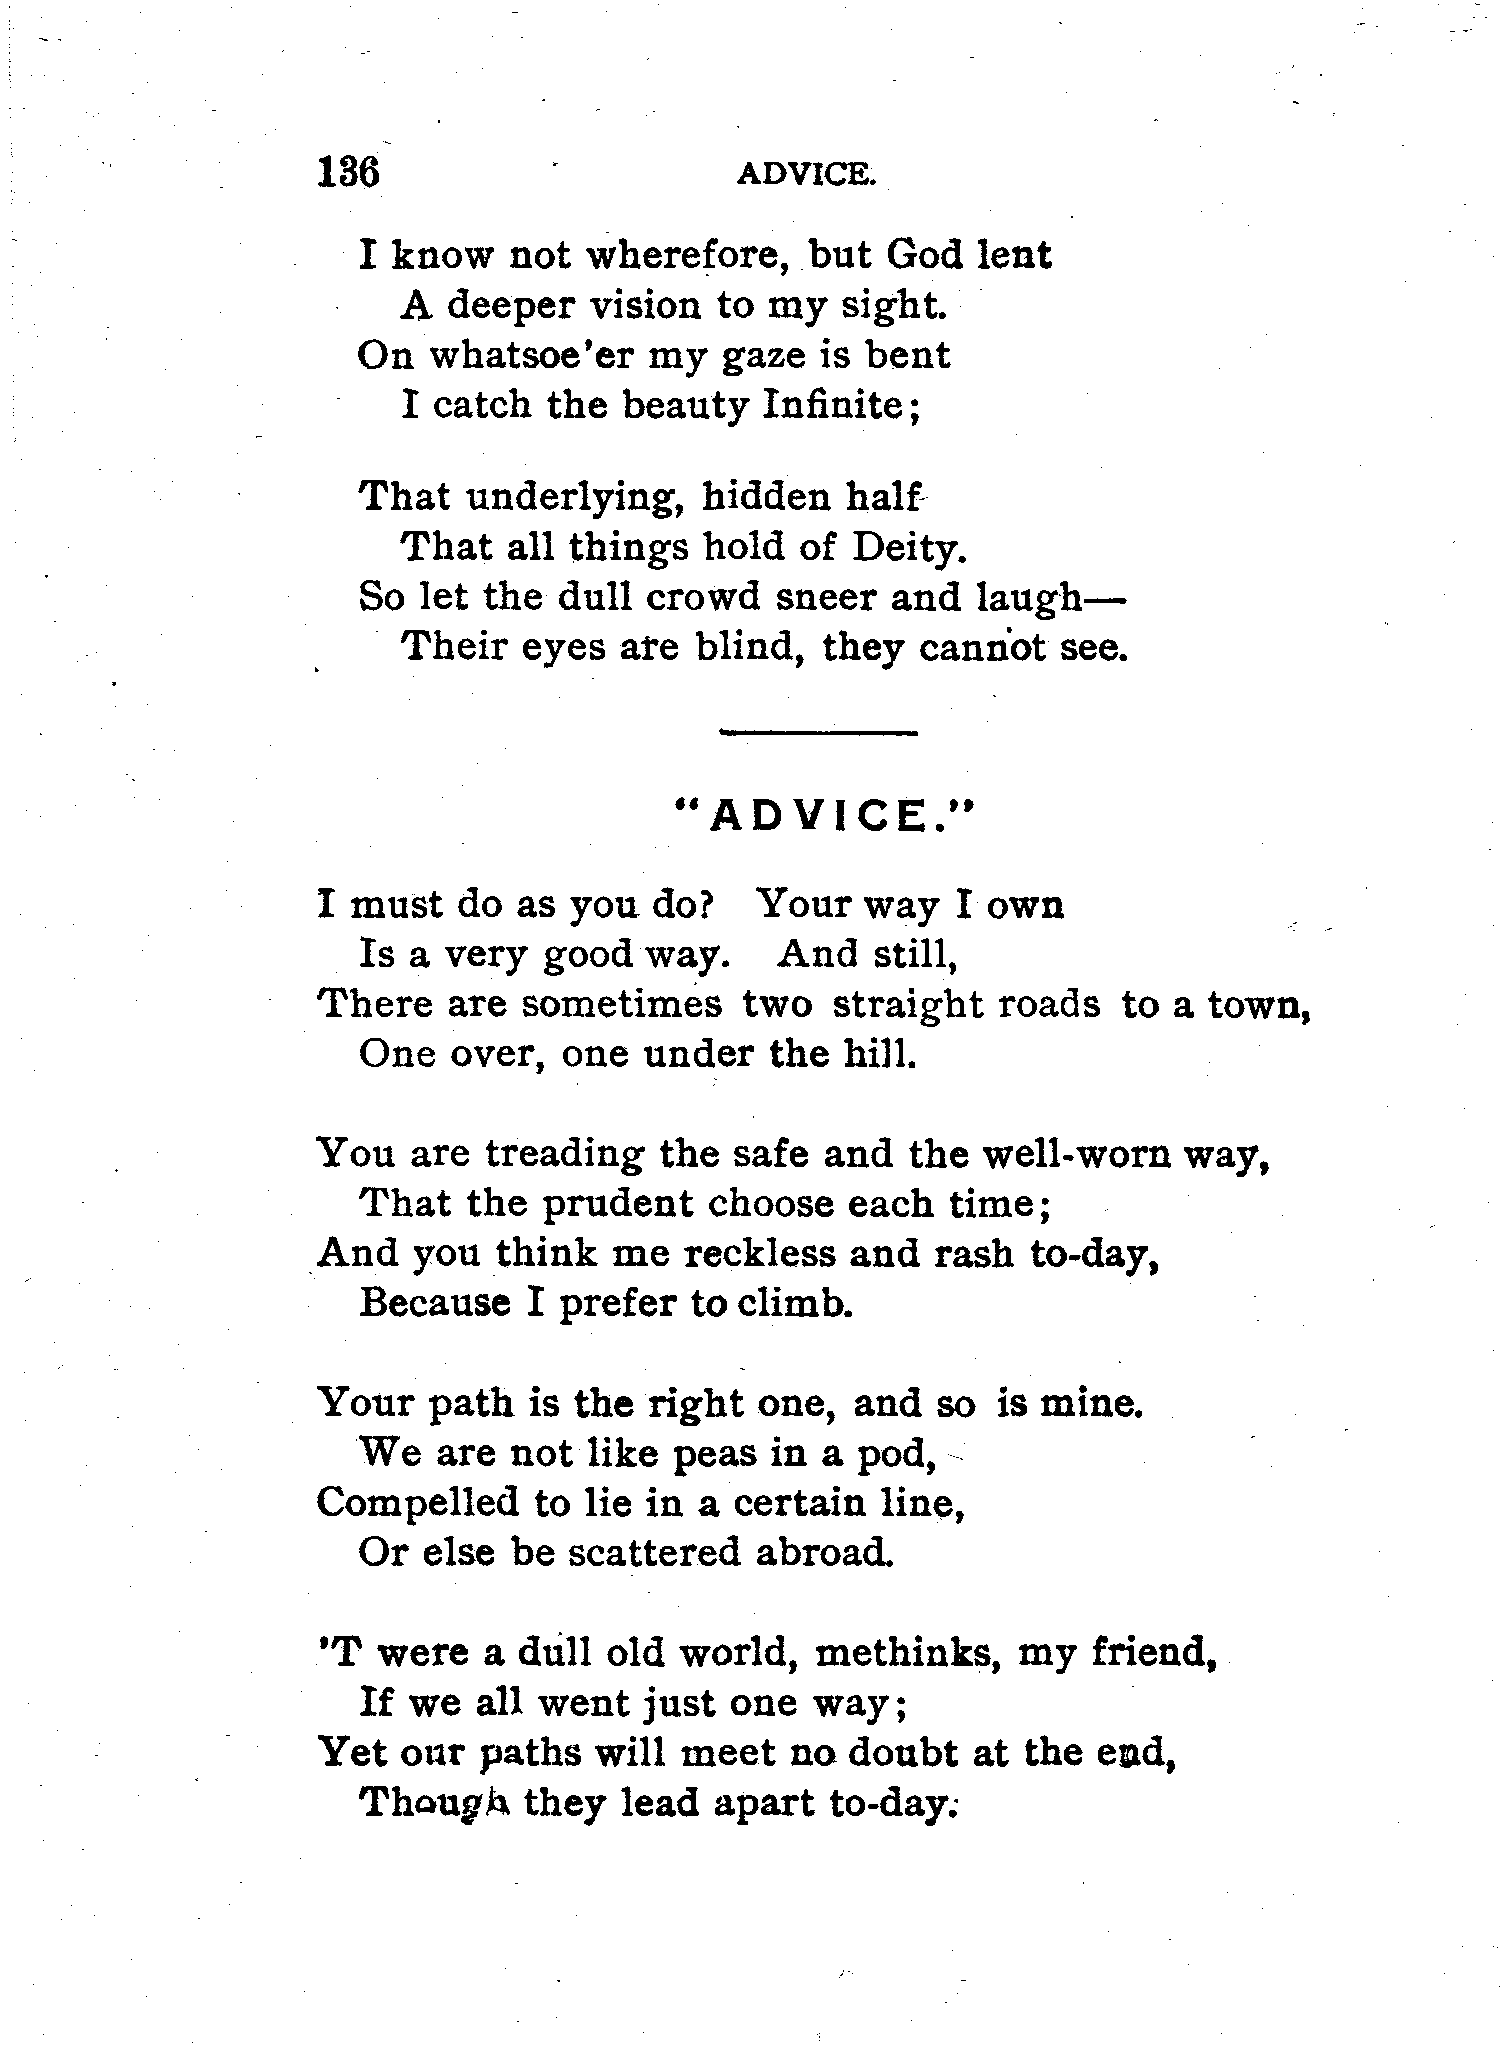 136 ADVICE.
I know not wherefore, but God lent
A deeper vision to my sight.
On whatsoe'er my gaze is bent
I catch the beauty Infinite;
That underlying, hidden half
That all things hold of Deity.
So let the dull crowd sneer and laugh—
Their eyes are blind, they cannot see.
"ADVICE."
I must do as you do? Your way I own
Is a very good way. And still,
There are sometimes two straight roads to a town,
One over, one under the hill.
You are treading the safe and the well-worn way,
That the prudent choose each time;
And you think me reckless and rash to-day,
Because I prefer to climb.
Your path is the right one, and so is mine.
We are not like peas in a pod,
Compelled to lie in a certain line,
Or else be scattered abroad.
'T were a dull old world, methinks, my friend,
If we all went just one way;
Yet our paths will meet no doubt at the end,
Though they lead apart to-day.